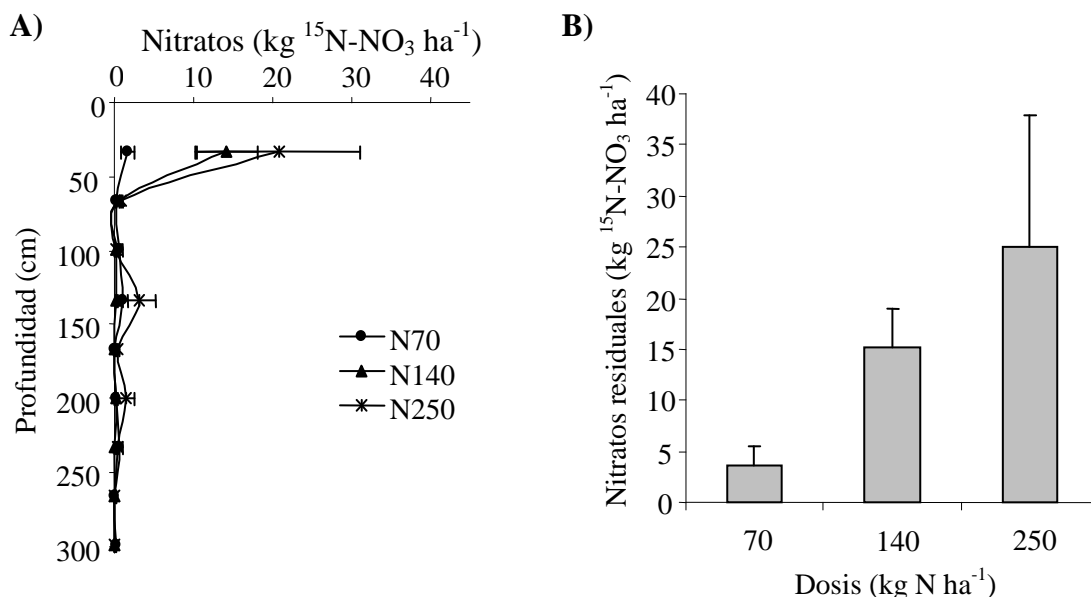 A)
Nitratos (kg ¹⁵N-NO₃ ha⁻¹)
0 10 20 30 40
0
50
100
150
200
250
300
Profundidad (cm)
N70
N140
N250
B)
Nitratos residuales (kg ¹⁵N-NO₃ ha⁻¹)
40
35
30
25
20
15
10
5
0
70 140 250
Dosis (kg N ha⁻¹)